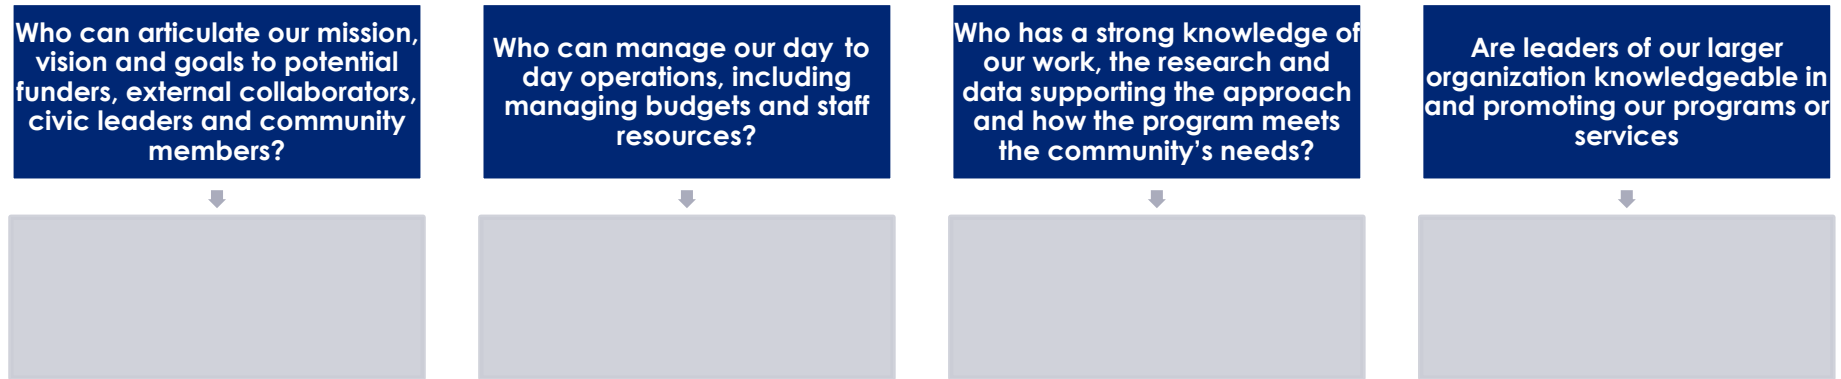 Who can articulate our mission,
vision and goals to potential
funders, external collaborators,
civic leaders and community
members?
Who can manage our day to
day operations, including
managing budgets and staff
resources?
Who has a strong knowledge of
our work, the research and
data supporting the approach
and how the program meets
the community’s needs?
Are leaders of our larger
organization knowledgeable in
and promoting our programs or
services